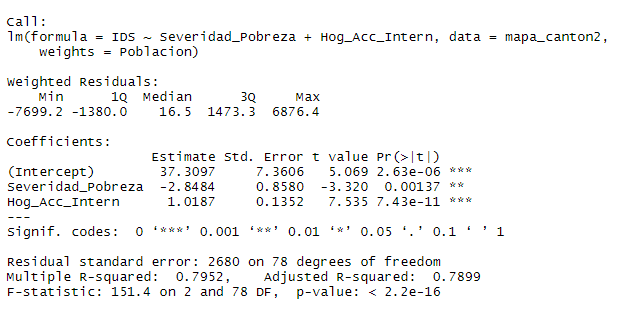 Call:
lm(formula = IDS ~ Severidad_Pobreza + Hog_Acc_Intern, data = mapa_canton2,
    weights = Poblacion)
Weighted Residuals:
    Min      1Q  Median      3Q     Max
-7699.2 -1380.0    16.5  1473.3  6876.4
Coefficients:
                  Estimate Std. Error t value Pr(>|t|)
(Intercept)        37.3097     7.3606   5.069 2.63e-06 ***
Severidad_Pobreza  -2.8484     0.8580  -3.320  0.00137 **
Hog_Acc_Intern      1.0187     0.1352   7.535 7.43e-11 ***
---
Signif. codes:  0 ‘***’ 0.001 ‘**’ 0.01 ‘*’ 0.05 ‘.’ 0.1 ‘ ’ 1
Residual standard error: 2680 on 78 degrees of freedom
Multiple R-squared:  0.7952,    Adjusted R-squared:  0.7899
F-statistic: 151.4 on 2 and 78 DF,  p-value: < 2.2e-16